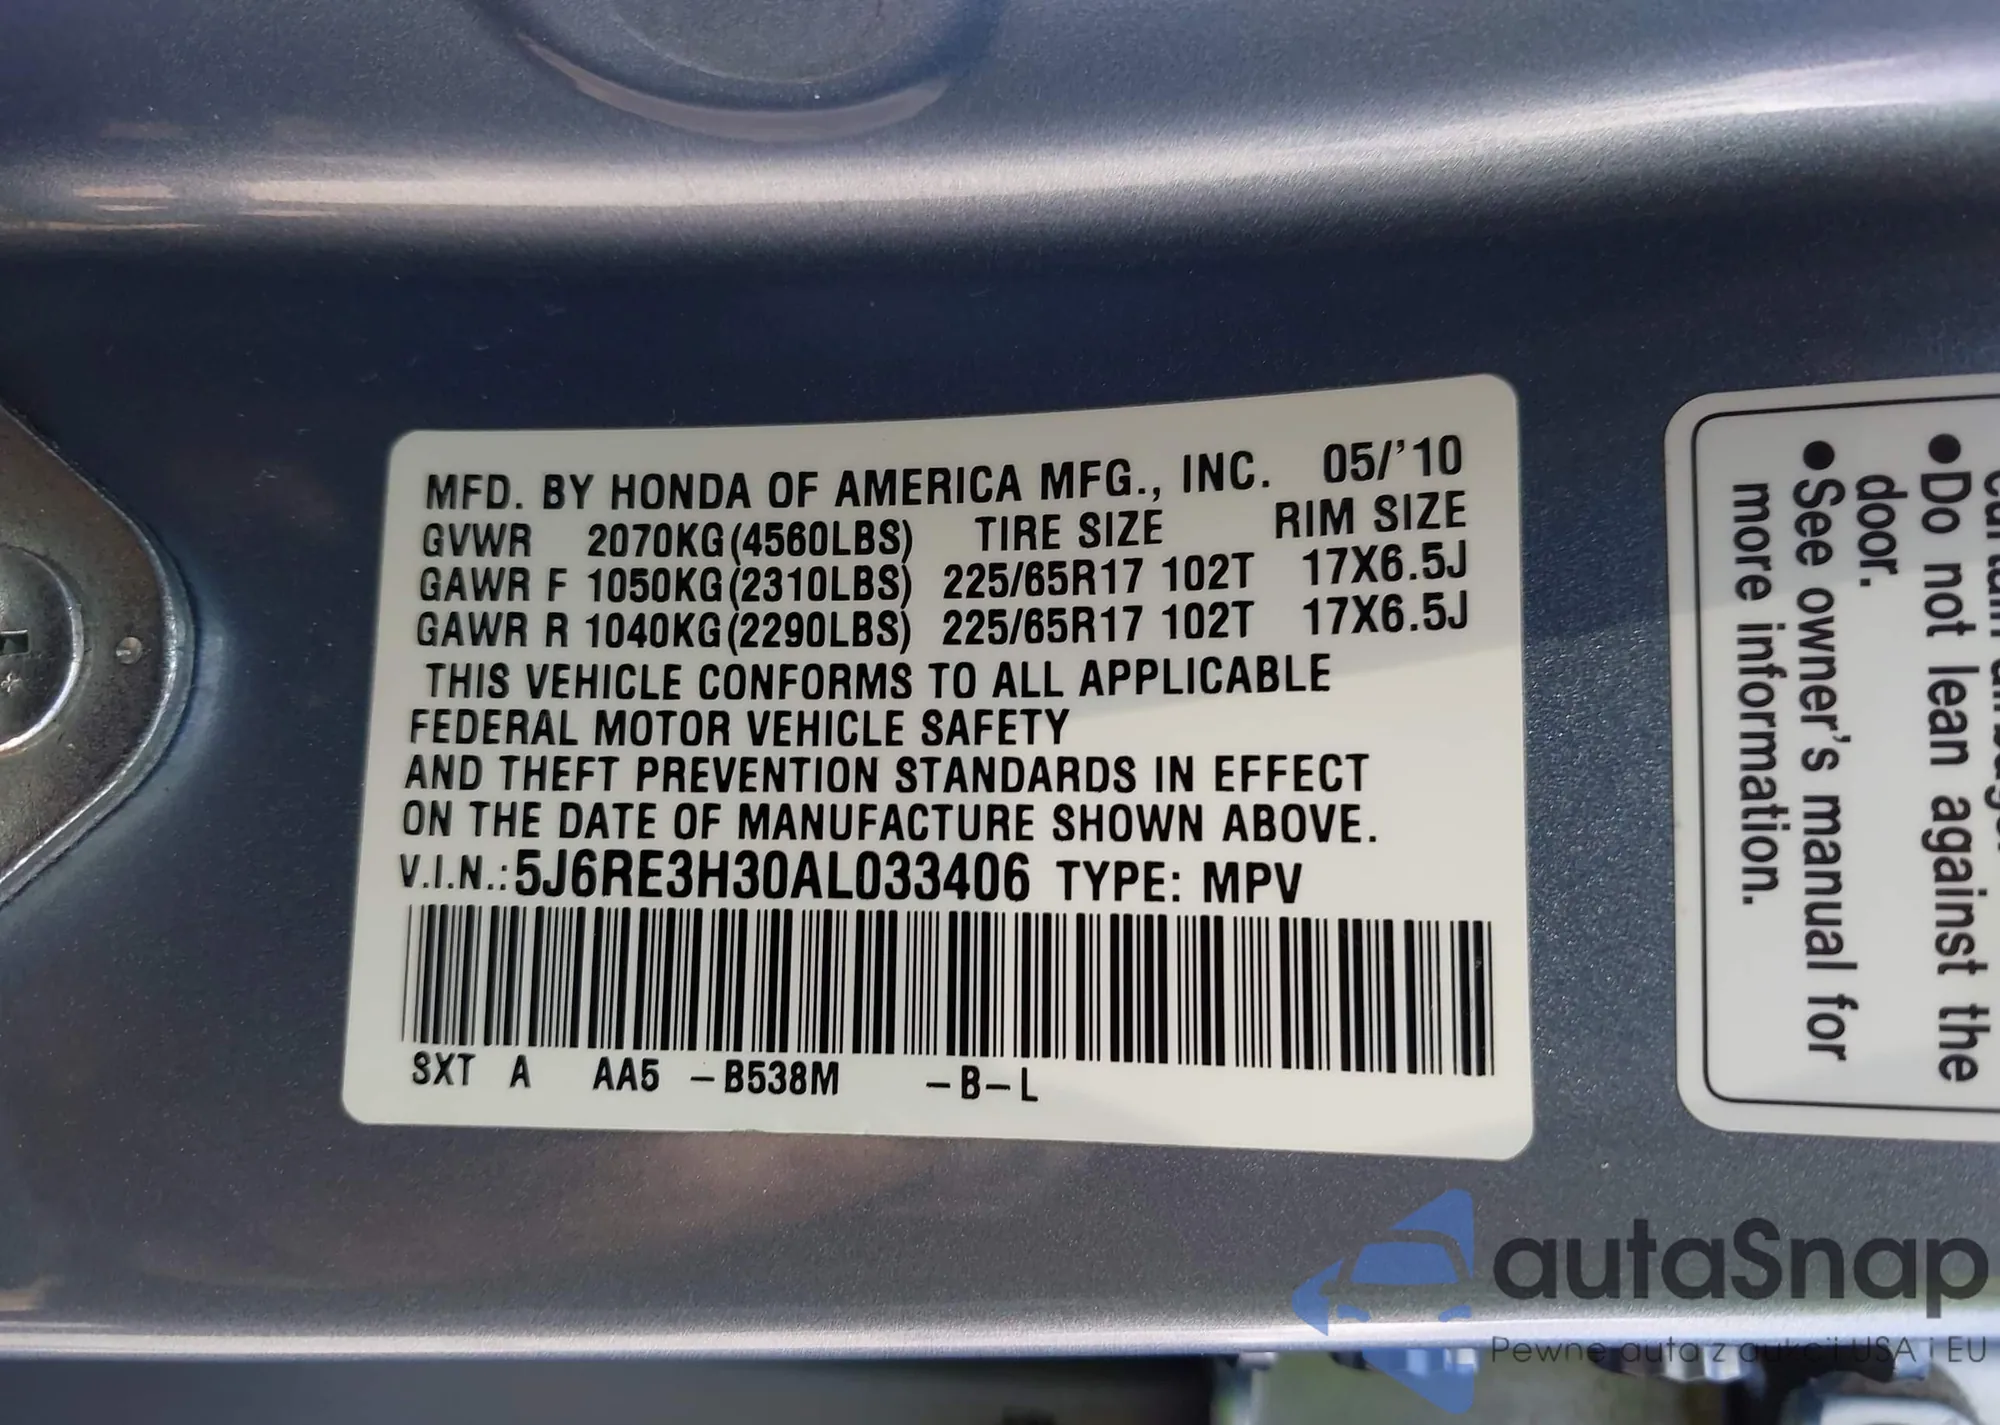 MFD. BY HONDA OF AMERICA MFG., INC. 05/'10
GVWR 2070KG(4560LBS) TIRE SIZE RIM SIZE
GAWR F 1050KG(2310LBS) 225/65R17 102T 17X6.5J
GAWR R 1040KG(2290LBS) 225/65R17 102T 17X6.5J
THIS VEHICLE CONFORMS TO ALL APPLICABLE
FEDERAL MOTOR VEHICLE SAFETY
AND THEFT PREVENTION STANDARDS IN EFFECT
ON THE DATE OF MANUFACTURE SHOWN ABOVE.
V.I.N.:5J6RE3H30AL033406 TYPE: MPV
SXT A AA5 -B538M -B-L
●Do not lean against the
door.
●See owner's manual for
more information.
autaSnap
Pewne auta z aukcji USA i EU